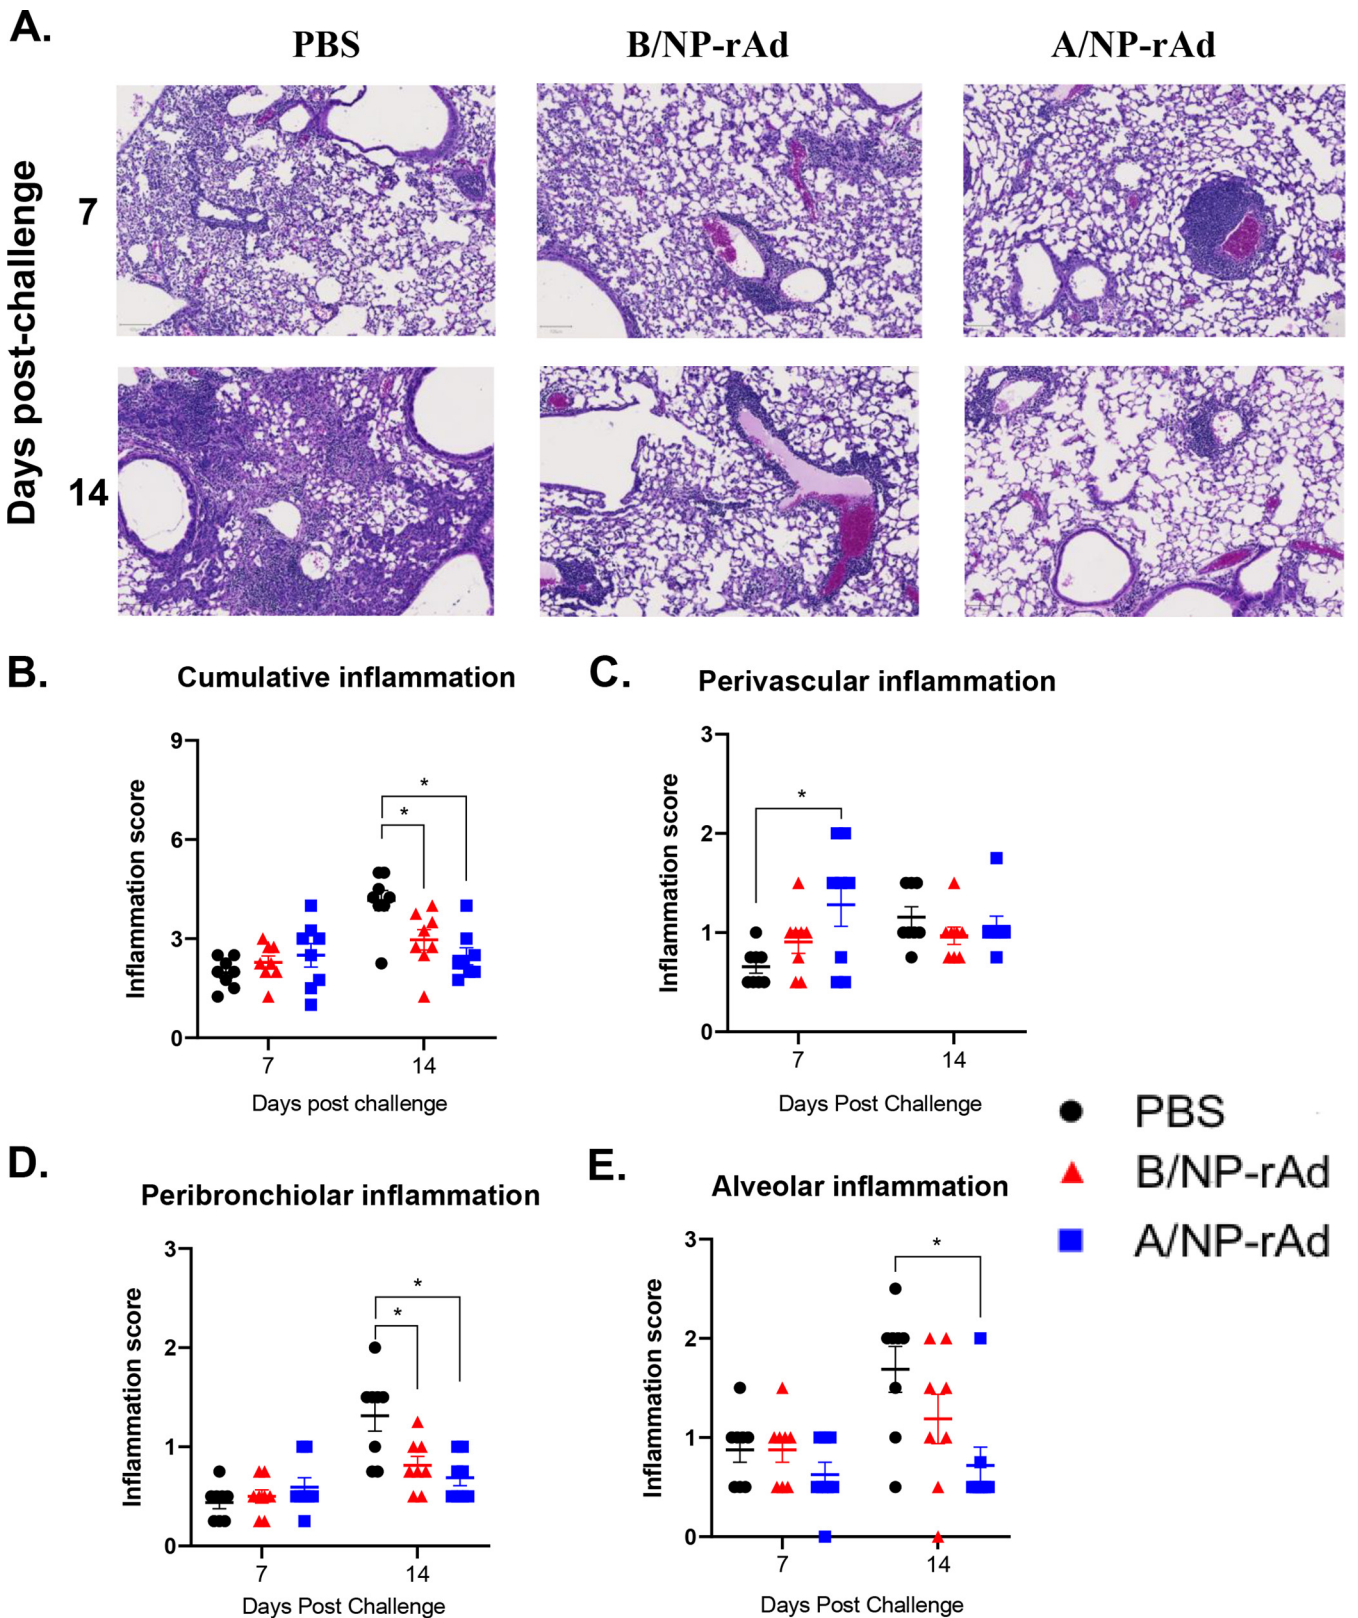 A.
PBS
B/NP-rAd
A/NP-rAd
Days post-challenge
7
14
B.
Cumulative inflammation
Inflammation score
9
6
3
0
*
*
7
14
Days post challenge
C.
Perivascular inflammation
Inflammation score
3
2
1
0
*
7
14
Days Post Challenge
PBS
B/NP-rAd
A/NP-rAd
D.
Peribronchiolar inflammation
Inflammation score
3
2
1
0
*
*
7
14
Days Post Challenge
E.
Alveolar inflammation
Inflammation score
3
2
1
0
*
7
14
Days Post Challenge